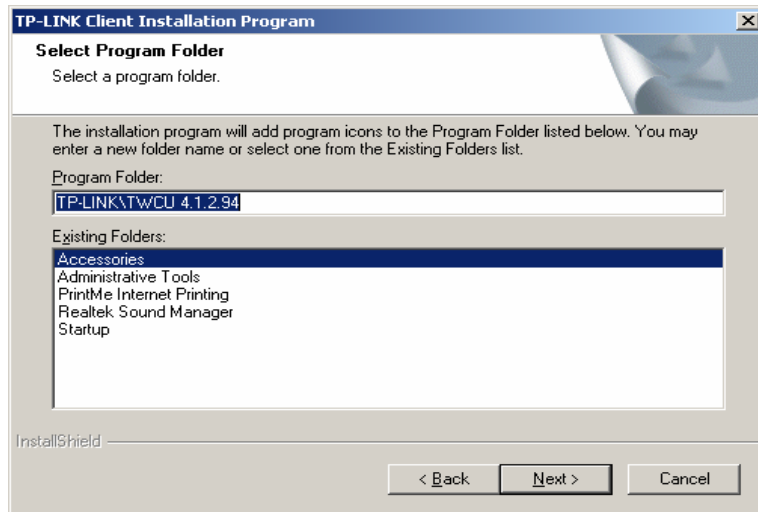 TP-LINK Client Installation Program
Select Program Folder
Select a program folder.
The installation program will add program icons to the Program Folder listed below. You may
enter a new folder name or select one from the Existing Folders list.
Program Folder:
TP-LINK\TWCU 4.1.2.94
Existing Folders:
Accessories
Administrative Tools
PrintMe Internet Printing
Realtek Sound Manager
Startup
InstallShield
< Back Next > Cancel